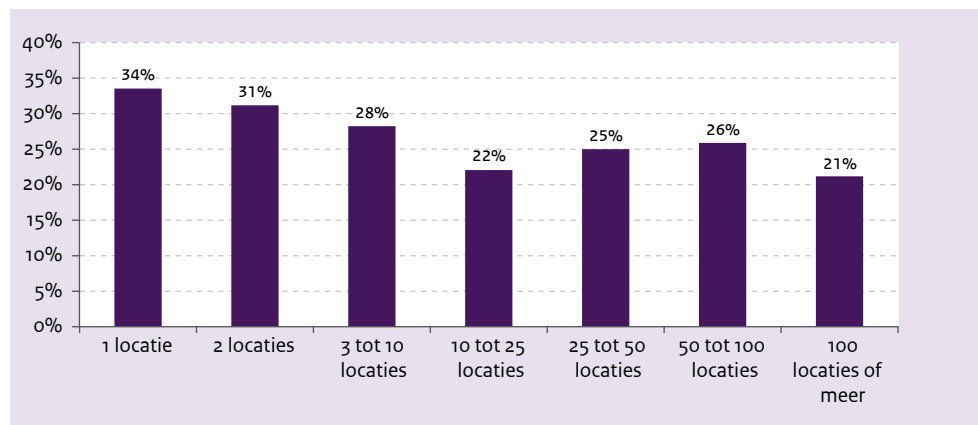 40%
35%
30%
25%
20%
15%
10%
5%
0%
34%
31%
28%
22%
25%
26%
21%
1 locatie
2 locaties
3 tot 10
locaties
10 tot 25
locaties
25 tot 50
locaties
50 tot 100
locaties
100
locaties of
meer